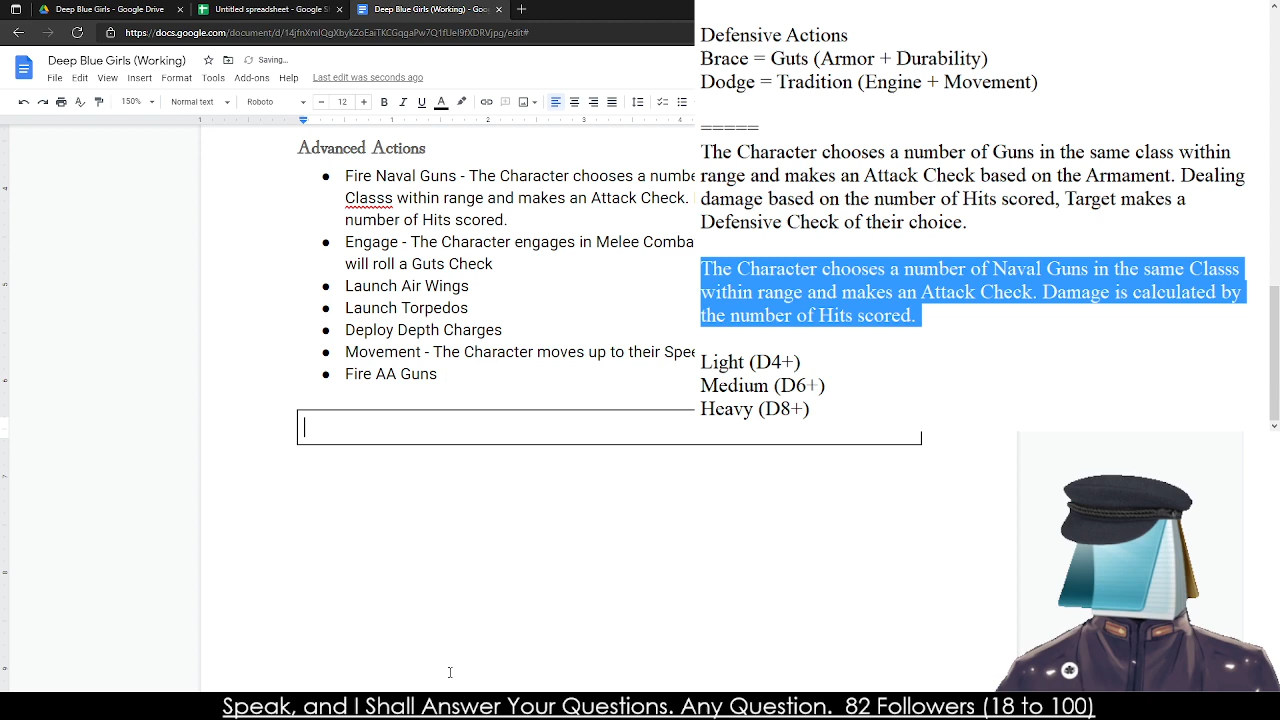 Deep Blue Girls - Google Drive
Untitled spreadsheet - Google S
Deep Blue Girls (Working) - Goo
https://docs.google.com/document/d/14jfnXmIQgXbykZoEaiTKCGqgaPw7Q1fUeI9fXDRVjpg/edit#
Deep Blue Girls (Working)
Saving...
File Edit View Insert Format Tools Add-ons Help Last edit was seconds ago
150% Normal text Roboto 12 B I U A
1 1 2 3 4
Advanced Actions
Fire Naval Guns - The Character chooses a numbe
Classs within range and makes an Attack Check.
number of Hits scored.
Engage - The Character engages in Melee Comba
will roll a Guts Check
Launch Air Wings
Launch Torpedos
Deploy Depth Charges
Movement - The Character moves up to their Spee
Fire AA Guns
Defensive Actions
Brace = Guts (Armor + Durability)
Dodge = Tradition (Engine + Movement)
=====
The Character chooses a number of Guns in the same class within
range and makes an Attack Check based on the Armament. Dealing
damage based on the number of Hits scored, Target makes a
Defensive Check of their choice.
The Character chooses a number of Naval Guns in the same Classs
within range and makes an Attack Check. Damage is calculated by
the number of Hits scored.
Light (D4+)
Medium (D6+)
Heavy (D8+)
Speak, and I Shall Answer Your Questions. Any Question. 82 Followers (18 to 100)